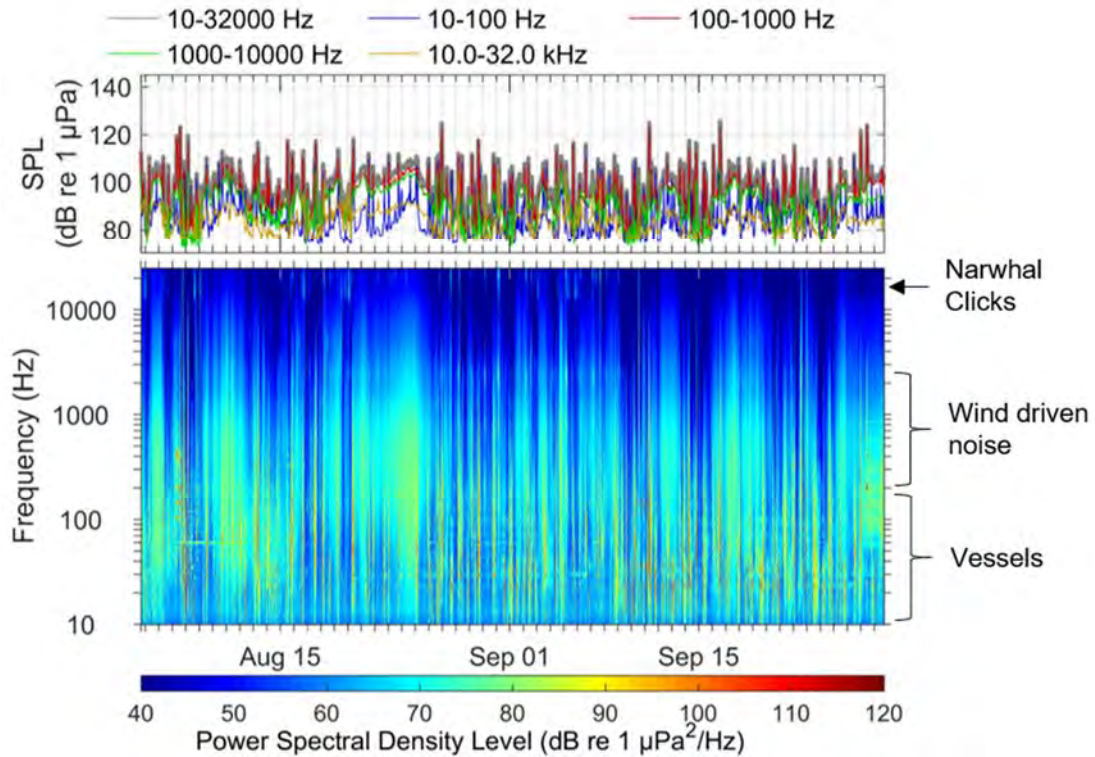 10-32000 Hz 10-100 Hz 100-1000 Hz
1000-10000 Hz 10.0-32.0 kHz
140
120
100
80
SPL
(dB re 1 µPa)
Narwhal
Clicks
10000
1000
100
10
Frequency (Hz)
Wind driven
noise
Vessels
Aug 15 Sep 01 Sep 15
40 50 60 70 80 90 100 110 120
Power Spectral Density Level (dB re 1 µPa²/Hz)